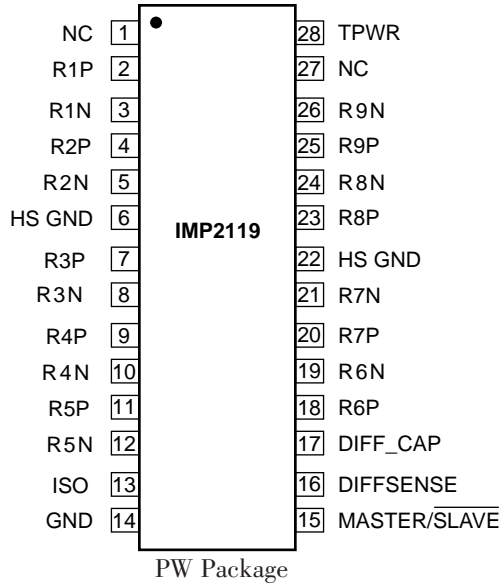 NC 1 28 TPWR
R1P 2 27 NC
R1N 3 26 R9N
R2P 4 25 R9P
R2N 5 24 R8N
HS GND 6 IMP2119 23 R8P
R3P 7 22 HS GND
R3N 8 21 R7N
R4P 9 20 R7P
R4N 10 19 R6N
R5P 11 18 R6P
R5N 12 17 DIFF_CAP
ISO 13 16 DIFFSENSE
GND 14 15 MASTER/SLAVE
PW Package